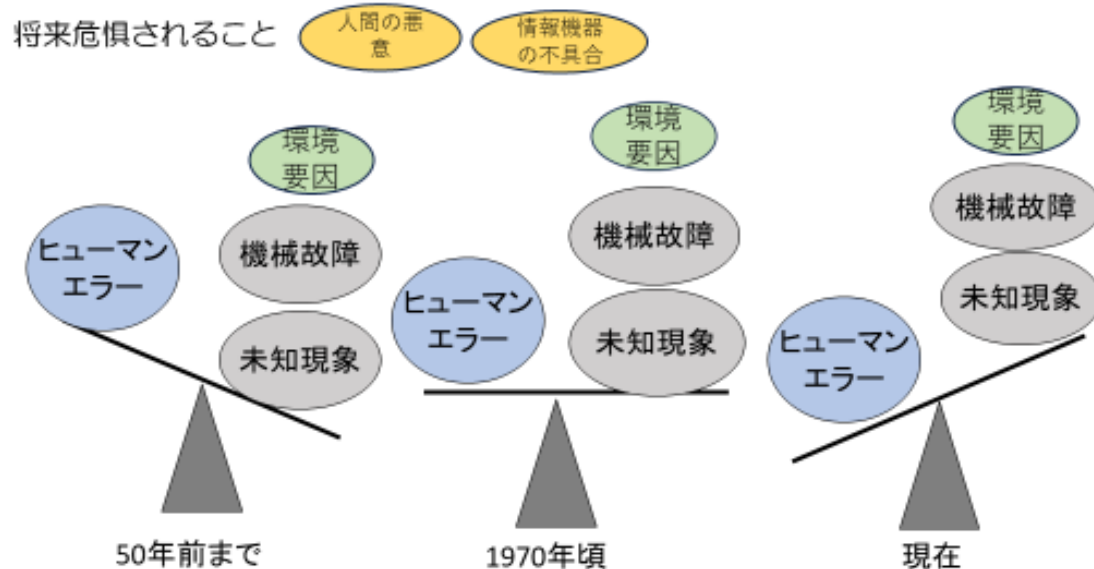 将来危惧されること
人間の悪
意
情報機器
の不具合
環境
要因
機械故障
ヒューマン
エラー
未知現象
50年前まで
環境
要因
機械故障
ヒューマン
エラー
未知現象
1970年頃
環境
要因
機械故障
未知現象
ヒューマン
エラー
現在